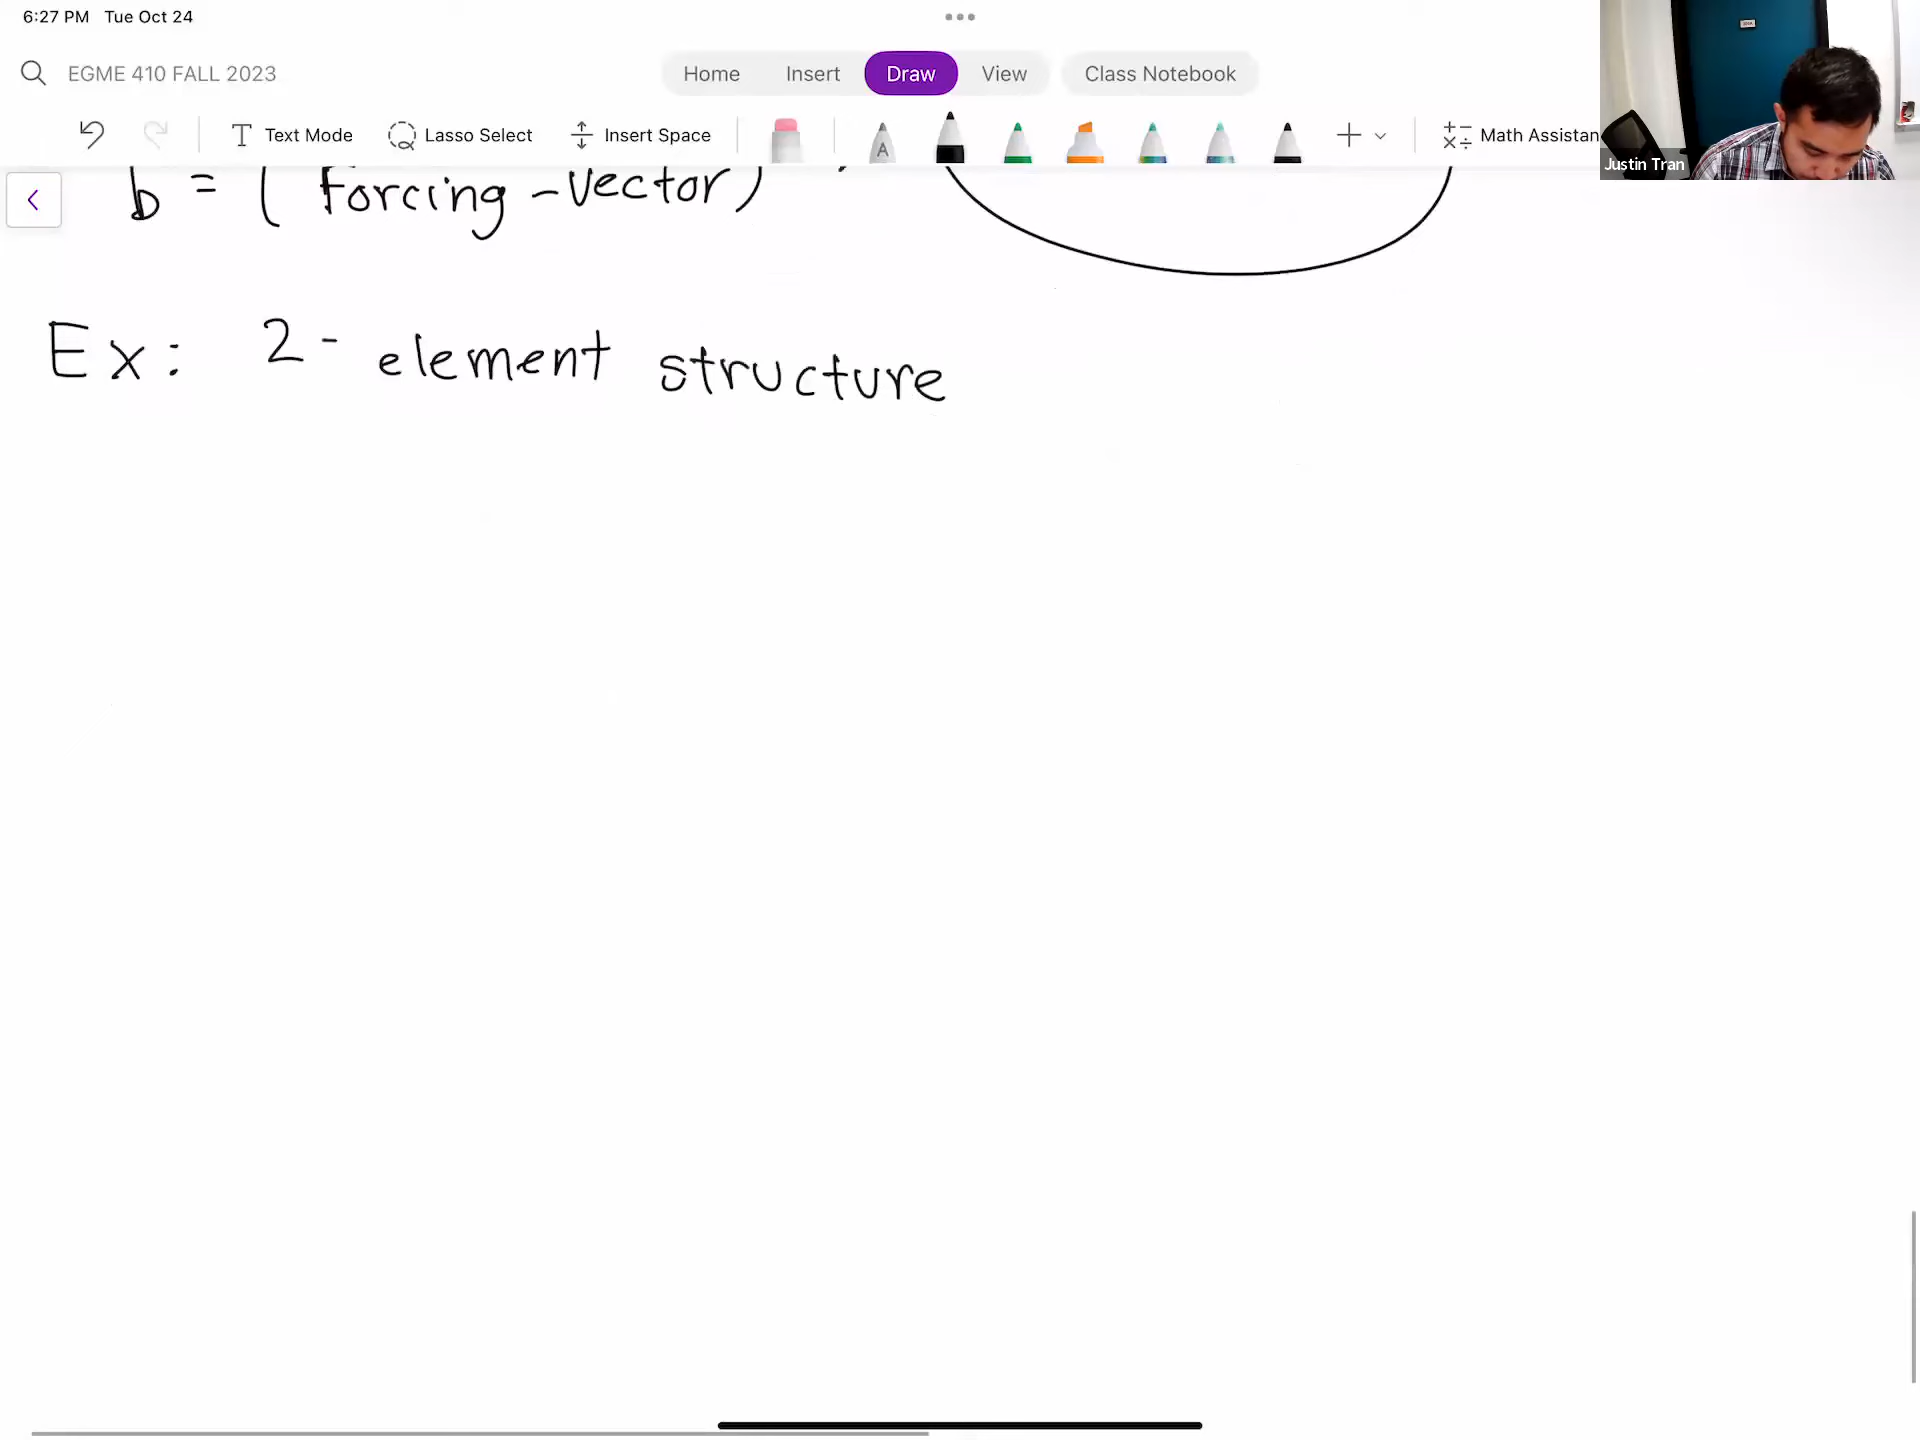 6:27 PM Tue Oct 24
EGME 410 FALL 2023
Home Insert Draw View Class Notebook
Text Mode Lasso Select Insert Space A Math Assistan
Justin Tran
b = ( Forcing - vector )
Ex: 2 - element structure